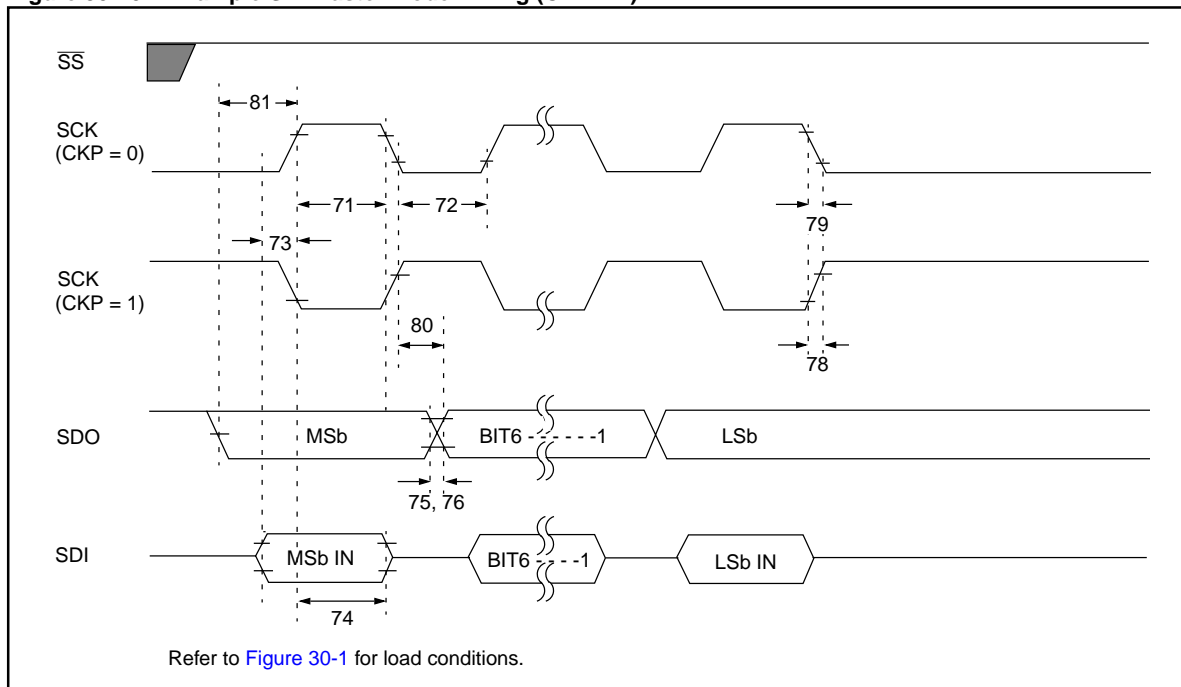 SS
81
SCK
(CKP = 0)
71
72
79
73
SCK
(CKP = 1)
80
78
SDO
MSb
BIT6 - - - - - -1
LSb
75, 76
SDI
MSb IN
BIT6 - - - -1
LSb IN
74
Refer to Figure 30-1 for load conditions.